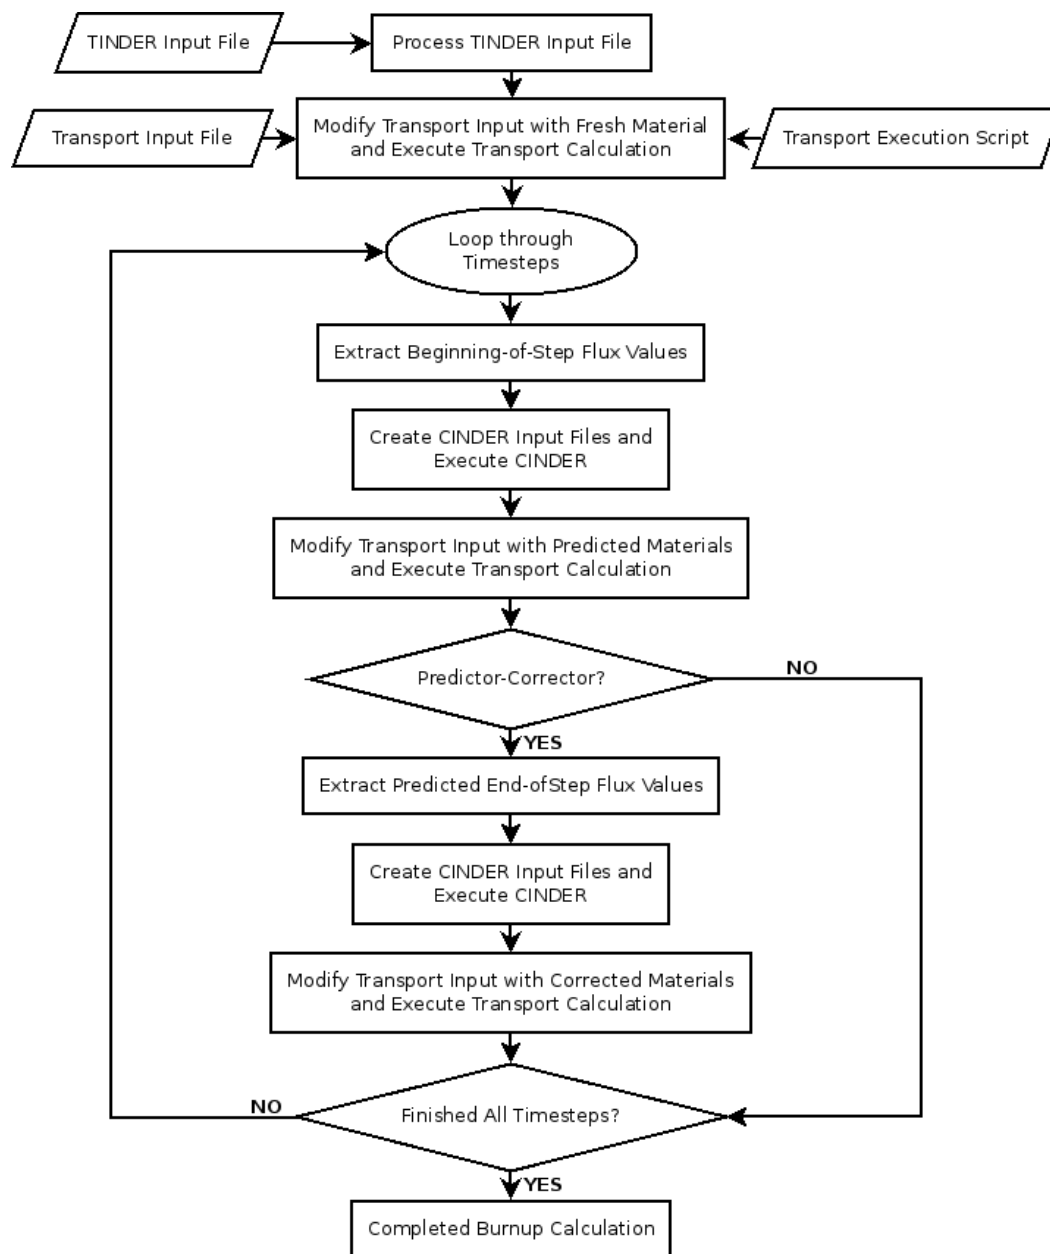 TINDER Input File
Process TINDER Input File
Transport Input File
Modify Transport Input with Fresh Material
and Execute Transport Calculation
Transport Execution Script
Loop through
Timesteps
Extract Beginning-of-Step Flux Values
Create CINDER Input Files and
Execute CINDER
Modify Transport Input with Predicted Materials
and Execute Transport Calculation
Predictor-Corrector?
NO
YES
Extract Predicted End-ofStep Flux Values
Create CINDER Input Files and
Execute CINDER
Modify Transport Input with Corrected Materials
and Execute Transport Calculation
NO
Finished All Timesteps?
YES
Completed Burnup Calculation